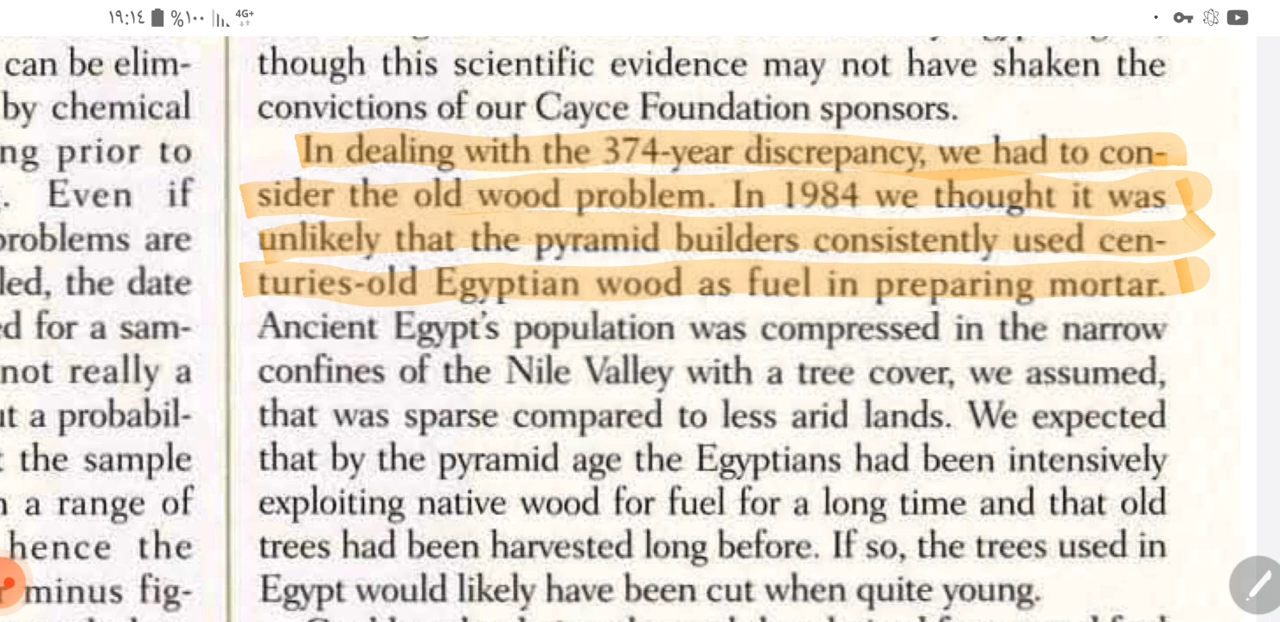 ١٩:١٤ %١٠٠ 4G+
can be elim-
by chemical
ng prior to
. Even if
problems are
led, the date
ed for a sam-
not really a
ut a probabil-
t the sample
n a range of
hence the
r minus fig-
though this scientific evidence may not have shaken the
convictions of our Cayce Foundation sponsors.
In dealing with the 374-year discrepancy, we had to con-
sider the old wood problem. In 1984 we thought it was
unlikely that the pyramid builders consistently used cen-
turies-old Egyptian wood as fuel in preparing mortar.
Ancient Egypt's population was compressed in the narrow
confines of the Nile Valley with a tree cover, we assumed,
that was sparse compared to less arid lands. We expected
that by the pyramid age the Egyptians had been intensively
exploiting native wood for fuel for a long time and that old
trees had been harvested long before. If so, the trees used in
Egypt would likely have been cut when quite young.